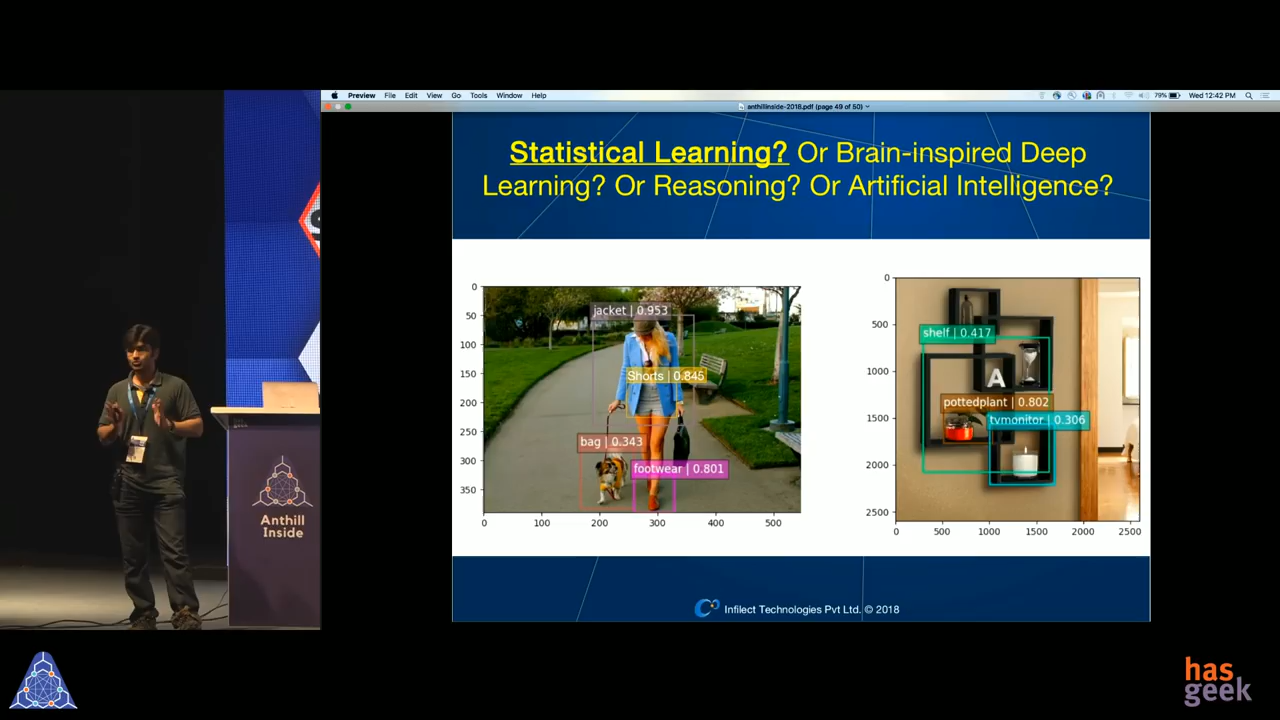 Preview File Edit View Go Tools Window Help
79% Wed 12:42 PM
anthillinside-2018.pdf (page 49 of 50)
Statistical Learning? Or Brain-inspired Deep
Learning? Or Reasoning? Or Artificial Intelligence?
0
50
100
150
200
250
300
350
0 100 200 300 400 500
jacket | 0.953
Shorts | 0.845
bag | 0.343
footwear | 0.801
0
500
1000
1500
2000
2500
0 500 1000 1500 2000 2500
shelf | 0.417
A
pottedplant | 0.802
tvmonitor | 0.306
Infilect Technologies Pvt Ltd. © 2018
Anthill
Inside
has
geek